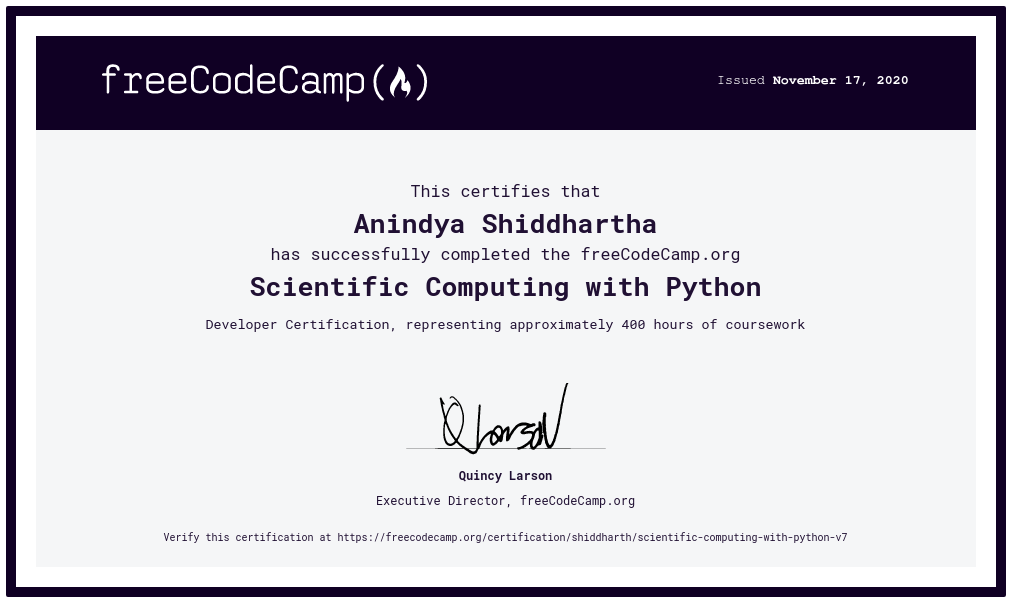 freeCodeCamp(🔥)
Issued November 17, 2020
This certifies that
Anindya Shiddhartha
has successfully completed the freeCodeCamp.org
Scientific Computing with Python
Developer Certification, representing approximately 400 hours of coursework
Q Larson
Quincy Larson
Executive Director, freeCodeCamp.org
Verify this certification at https://freecodecamp.org/certification/shiddharth/scientific-computing-with-python-v7